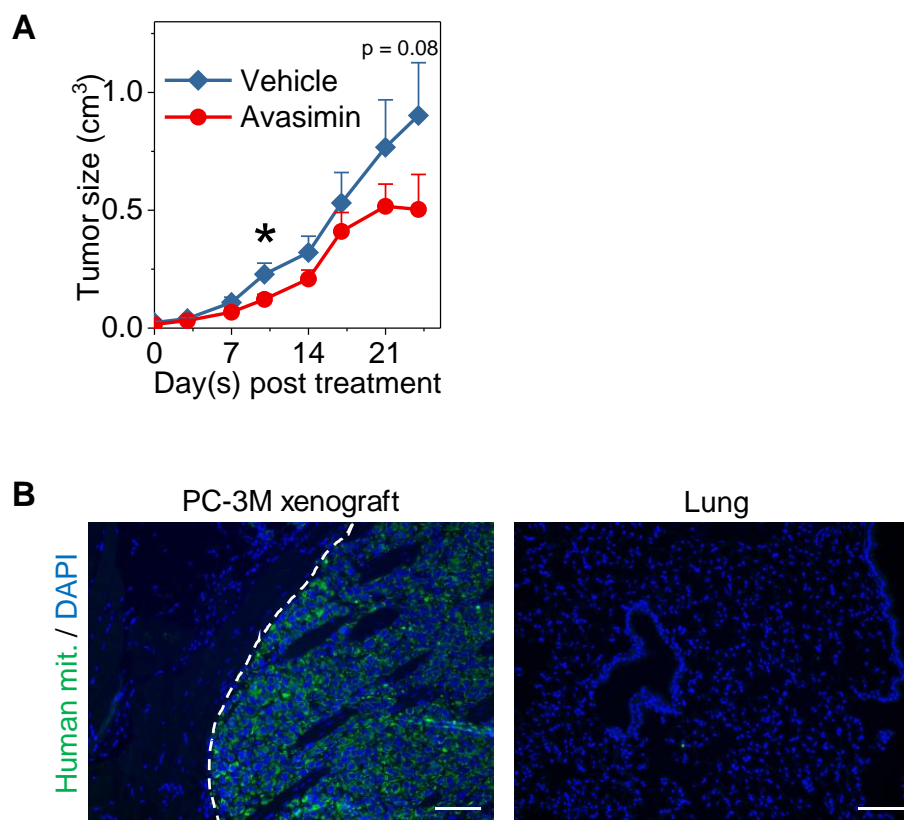 A
p = 0.08
Vehicle
Avasimin
Tumor size (cm³)
1.0
0.5
0.0
0 7 14 21
Day(s) post treatment
B
PC-3M xenograft
Lung
Human mit. / DAPI